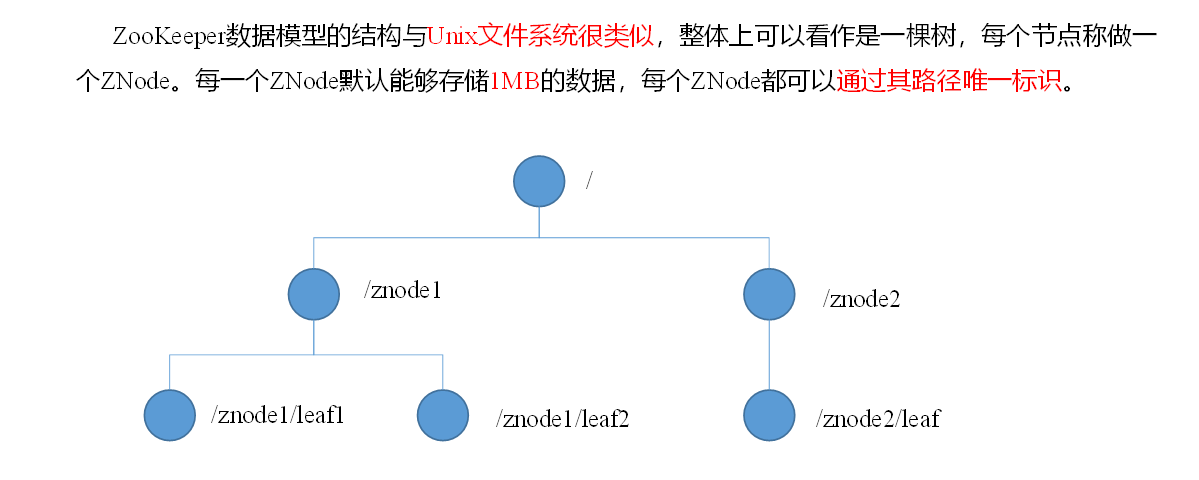 ZooKeeper数据模型的结构与Unix文件系统很类似，整体上可以看作是一棵树，每个节点称做一
个ZNode。每一个ZNode默认能够存储1MB的数据，每个ZNode都可以通过其路径唯一标识。
/
/znode1
/znode2
/znode1/leaf1
/znode1/leaf2
/znode2/leaf